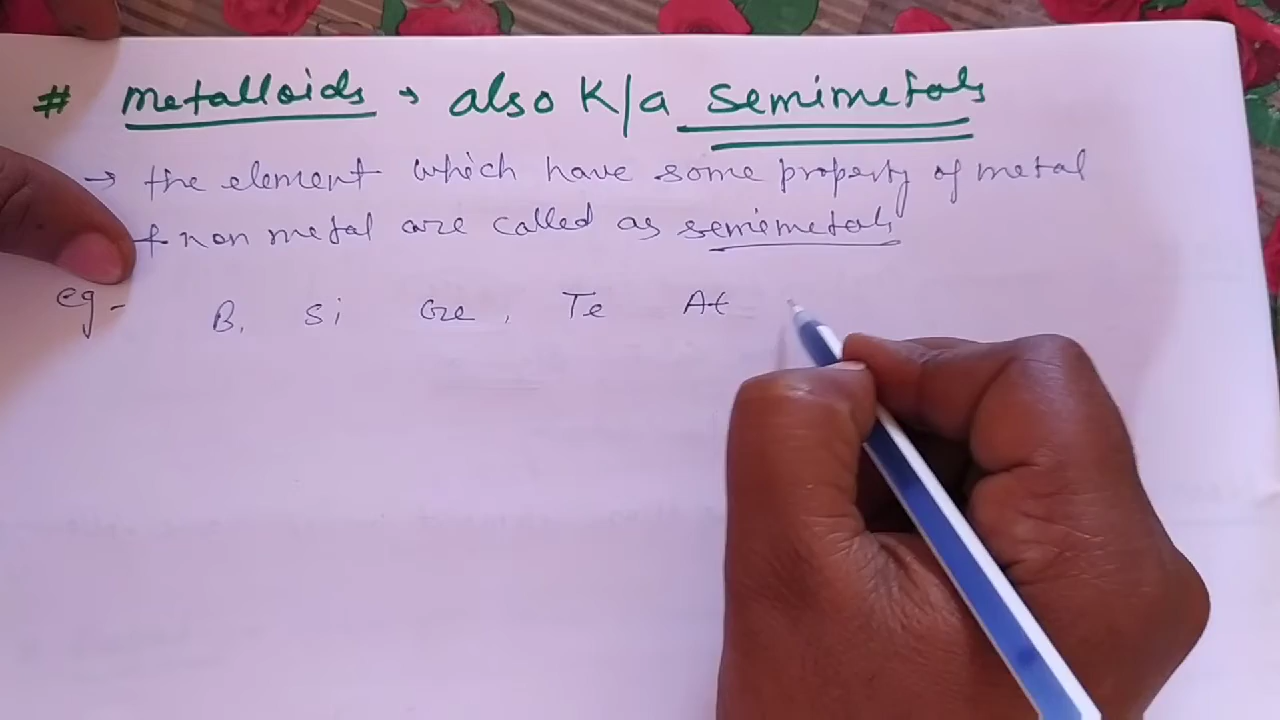 # Metalloids → also K/a semimetals
→ the element which have some property of metal
+ non metal are called as semimetals
eg- B, Si Ge, Te At